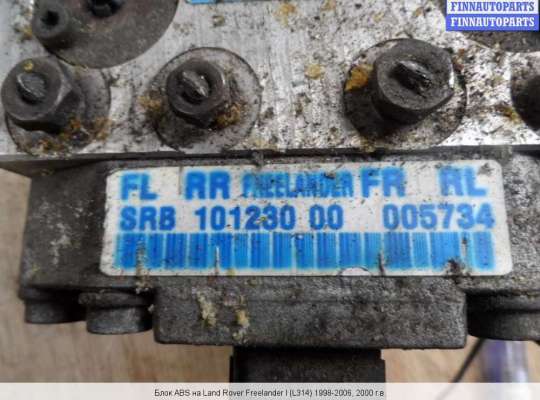 FINNAUTOPARTS
FINNAUTOPARTS
FL RR FREELANDER FR RL
SRB 101230 00 005734
Блок ABS на Land Rover Freelander I (L314) 1998-2006, 2000 г.в.